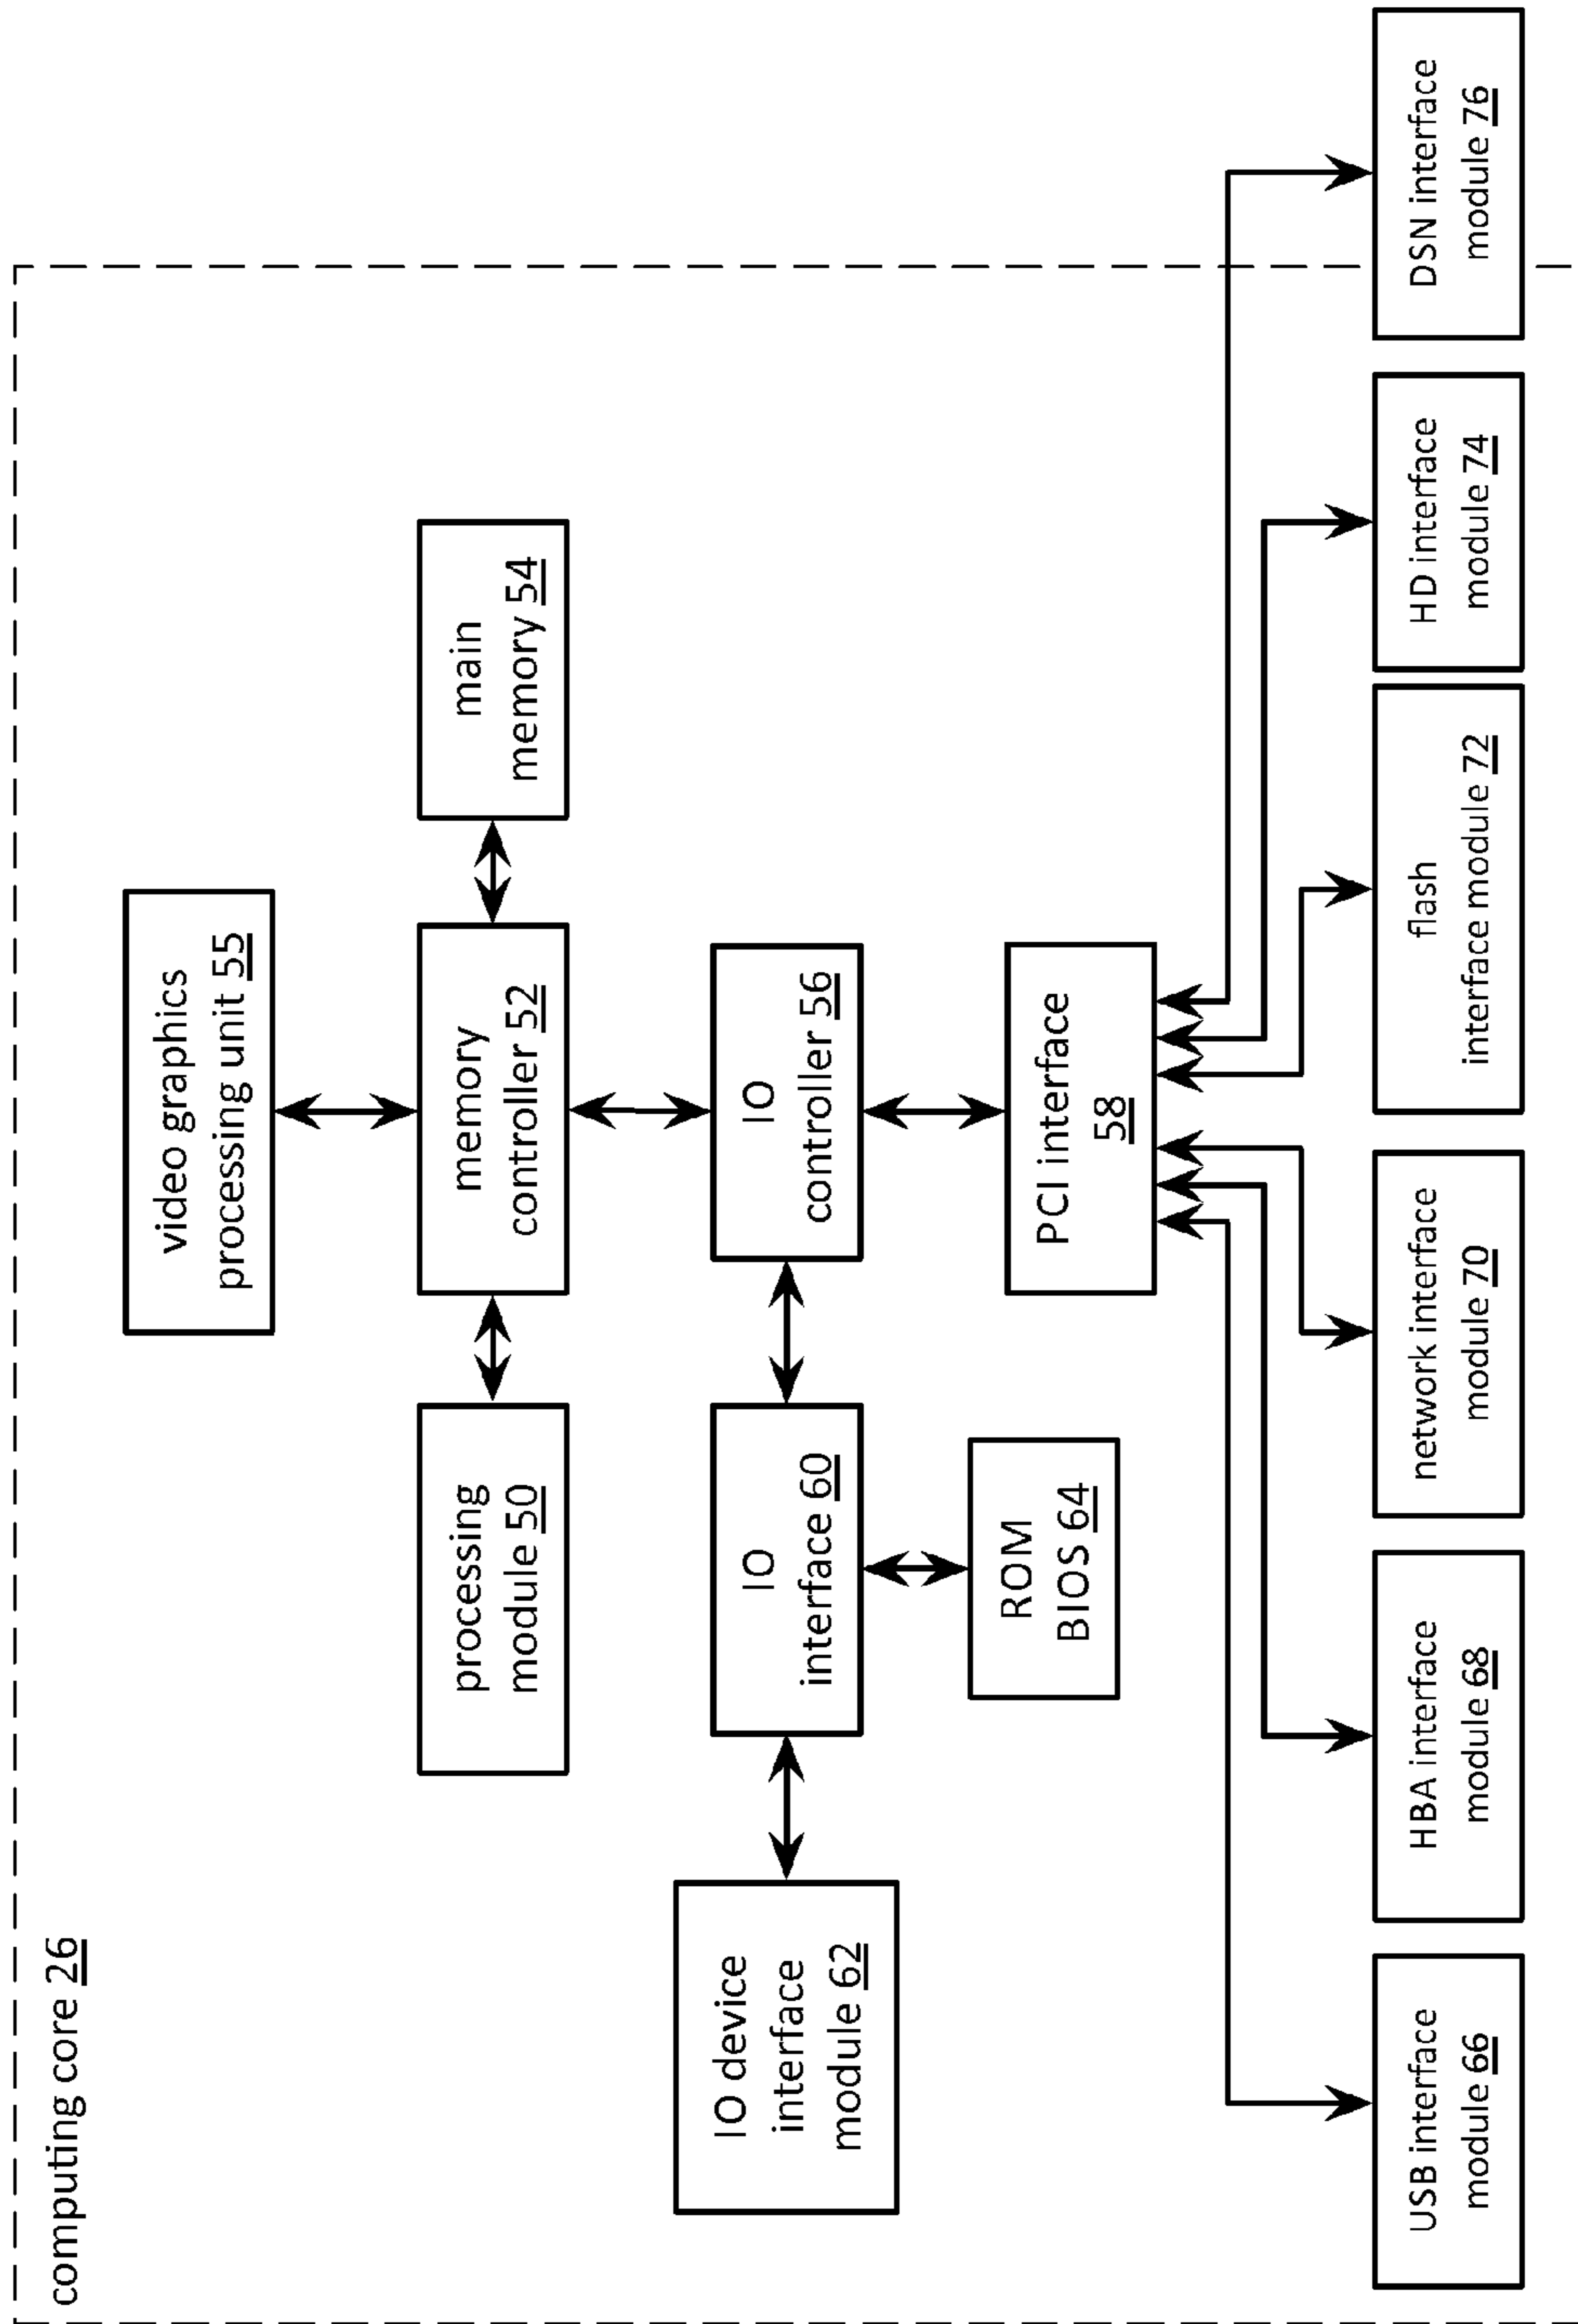 computing core 26
video graphics
processing unit 55
processing
module 50
memory
controller 52
main
memory 54
IO device
interface
module 62
IO
interface 60
IO
controller 56
ROM
BIOS 64
PCI interface
58
USB interface
module 66
HBA interface
module 68
network interface
module 70
flash
interface module 72
HD interface
module 74
DSN interface
module 76